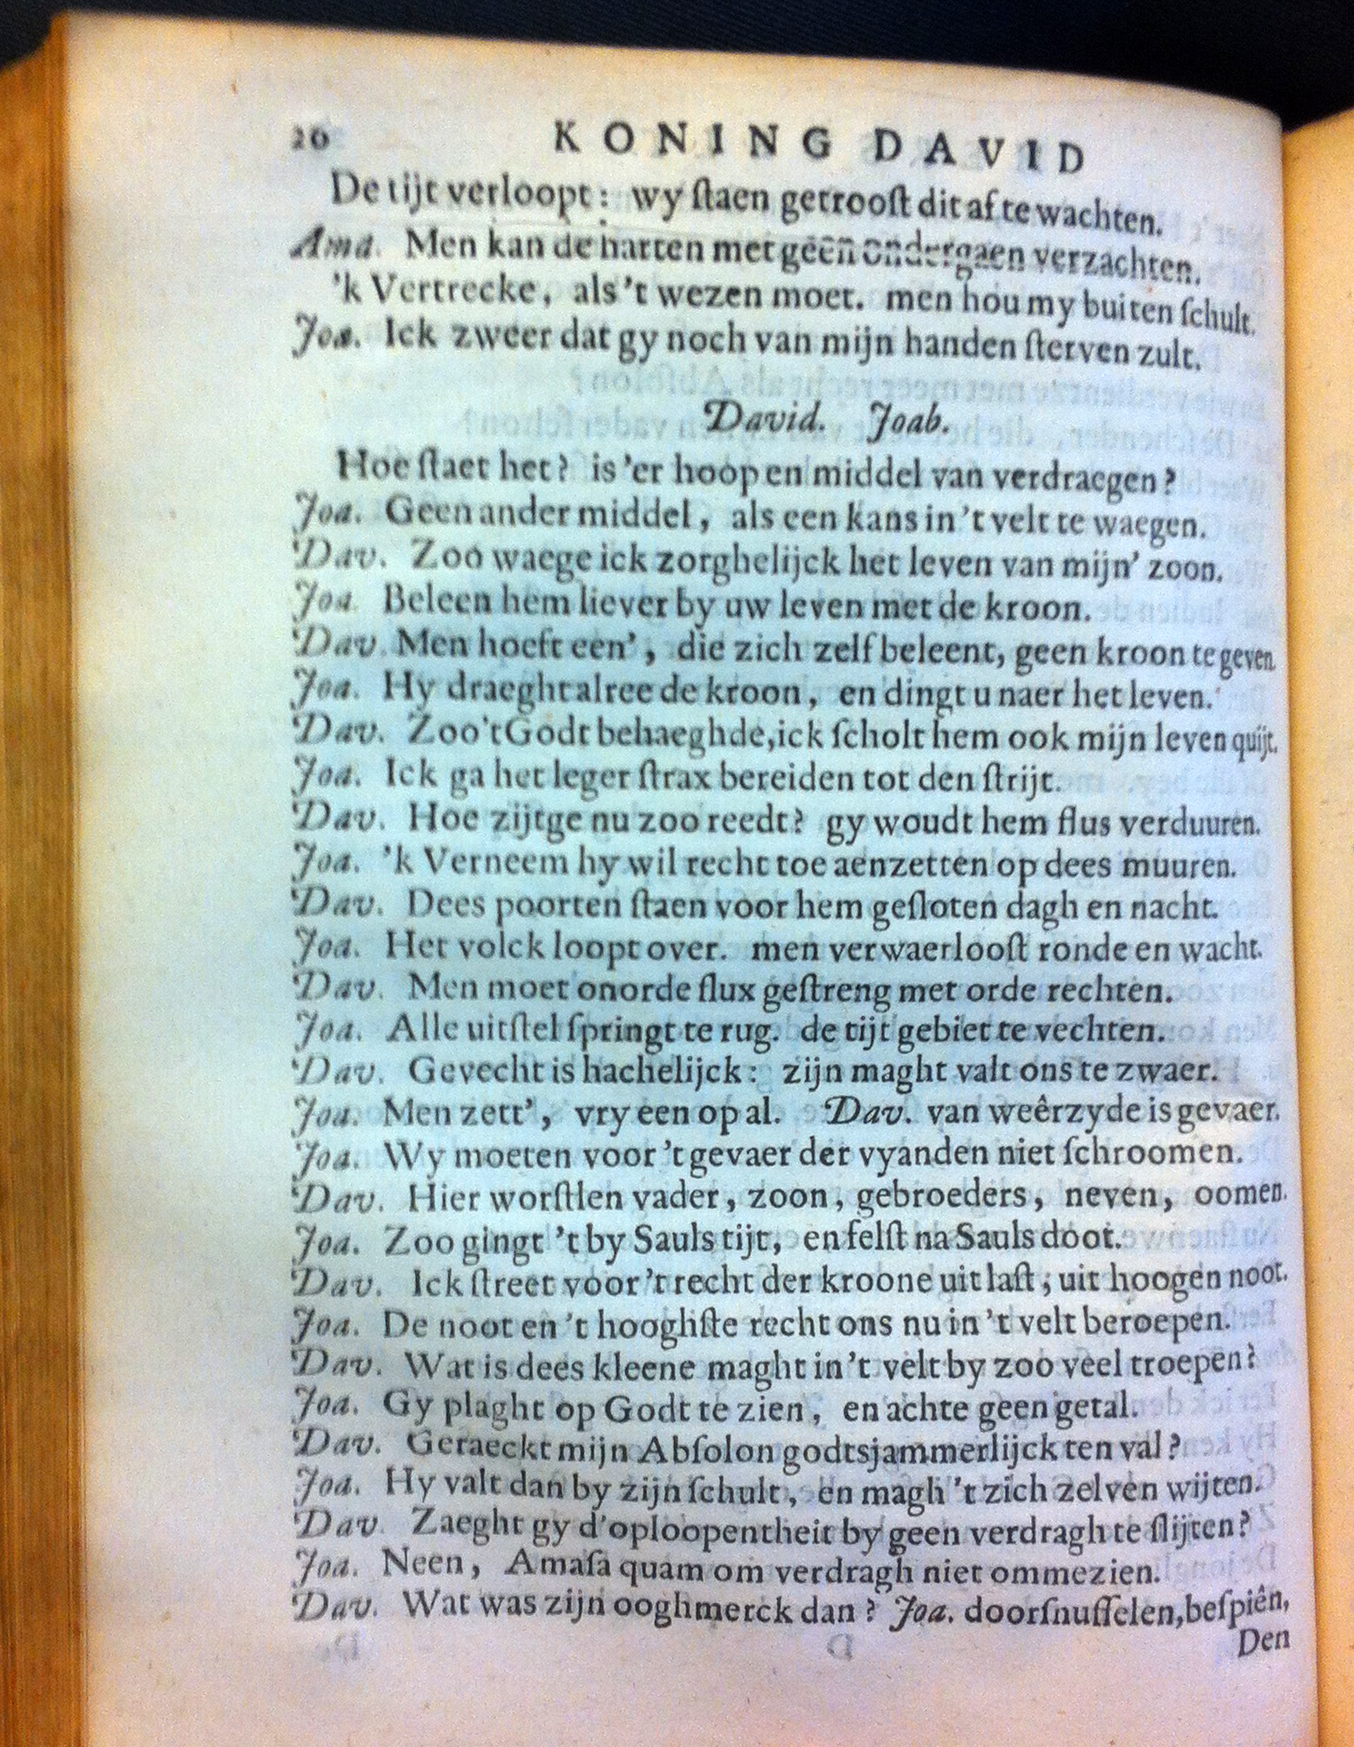 20 KONING DAVID
De tijt verloopt: wy ſtaen getrooſt dit af te wachten.
Ama. Men kan de harten met geen ondergaen verzachten.
'k Vertrecke, als 't wezen moet. men hou my buiten ſchult.
Joa. Ick zweer dat gy noch van mijn handen ſterven zult.
David. Joab.
Hoe ſtaet het? is 'er hoop en middel van verdraegen?
Joa. Geen ander middel, als een kans in 't velt te waegen.
Dav. Zoo waege ick zorghelijck het leven van mijn' zoon.
Joa. Beleen hem liever by uw leven met de kroon.
Dav. Men hoeft een', die zich zelf beleent, geen kroon te geven.
Joa. Hy draeght alree de kroon, en dingt u naer het leven.
Dav. Zoo 't Godt behaeghde, ick ſcholt hem ook mijn leven quijt.
Joa. Ick ga het leger ſtrax bereiden tot den ſtrijt.
Dav. Hoe zijtge nu zoo reedt? gy woudt hem flus verduuren.
Joa. 'k Verneem hy wil recht toe aenzetten op dees muuren.
Dav. Dees poorten ſtaen voor hem geſloten dagh en nacht.
Joa. Het volck loopt over. men verwaerlooſt ronde en wacht.
Dav. Men moet onorde flux geſtreng met orde rechten.
Joa. Alle uitſtel ſpringt te rug. de tijt gebiet te vechten.
Dav. Gevecht is hachelijck: zijn maght valt ons te zwaer.
Joa. Men zett', vry een op al. Dav. van weêrzyde is gevaer.
Joa. Wy moeten voor 't gevaer der vyanden niet ſchroomen.
Dav. Hier worſtlen vader, zoon, gebroeders, neven, oomen.
Joa. Zoo gingt 't by Sauls tijt, en felſt na Sauls doot.
Dav. Ick ſtreet voor 't recht der kroone uit laſt, uit hoogen noot.
Joa. De noot en 't hooghſte recht ons nu in 't velt beroepen.
Dav. Wat is dees kleene maght in 't velt by zoo veel troepen?
Joa. Gy plaght op Godt te zien, en achte geen getal.
Dav. Geraeckt mijn Abſolon godtsjammerlijck ten val?
Joa. Hy valt dan by zijn ſchult, en magh 't zich zelven wijten.
Dav. Zaeght gy d'oploopentheit by geen verdragh te ſlijten?
Joa. Neen, Amaſa quam om verdragh niet ommezien.
Dav. Wat was zijn ooghmerck dan? Joa. doorſnuffelen, beſpiên,
Den